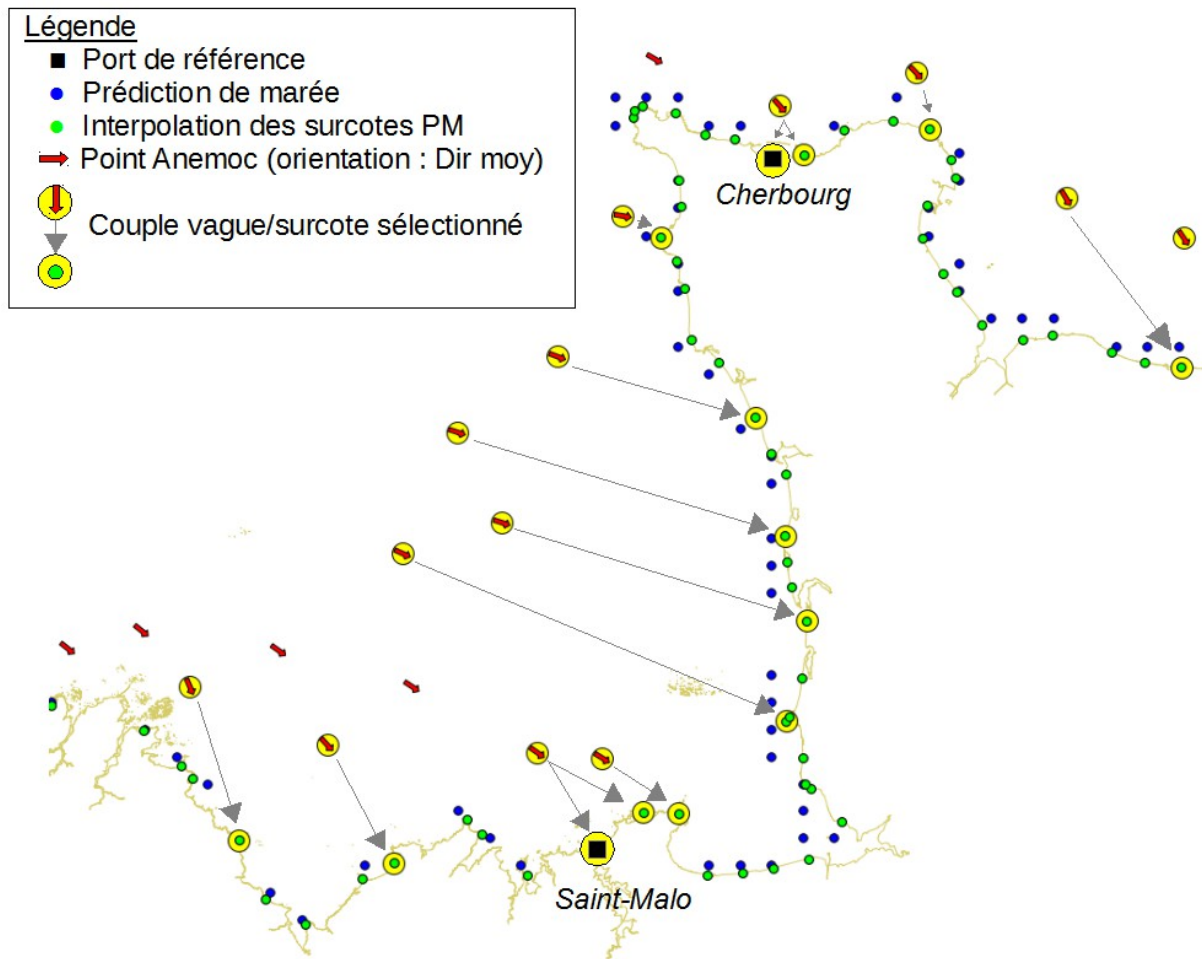 Légende
Port de référence
Prédiction de marée
Interpolation des surcotes PM
Point Anemoc (orientation : Dir moy)
Couple vague/surcote sélectionné
Cherbourg
Saint-Malo